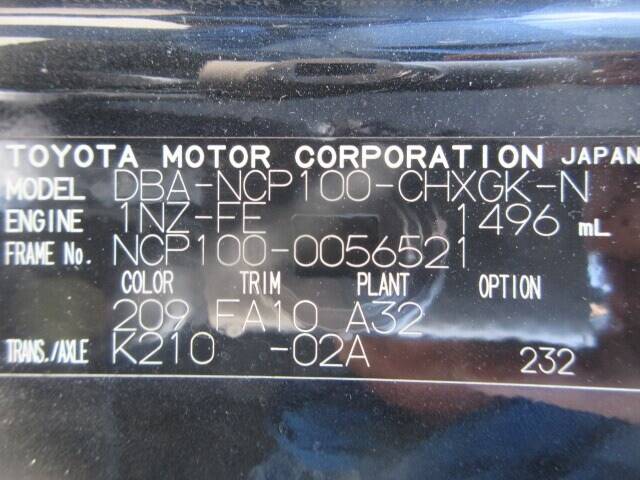 TOYOTA MOTOR CORPORATION JAPAN
MODEL DBA-NCP100-CHXGK-N
ENGINE 1NZ-FE 1496 mL
FRAME No. NCP100-0056521
COLOR TRIM PLANT OPTION
209 FA10 A32
TRANS./AXLE K210 -02A 232